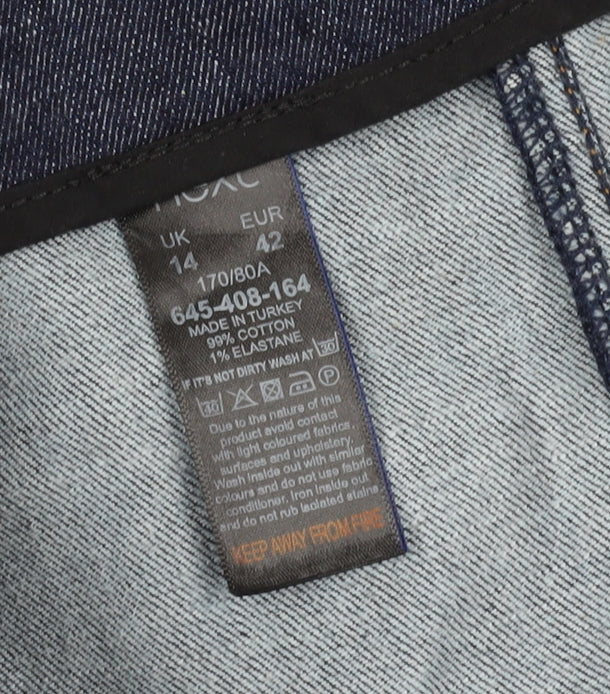 UK EUR
14 42
170/80A
645-408-164
MADE IN TURKEY
99% COTTON
1% ELASTANE
IF IT'S NOT DIRTY WASH AT 30
30 P
Due to the nature of this
product avoid contact
with light coloured fabrics,
surfaces and upholstery.
Wash inside out with similar
colours and do not use fabric
conditioner. Iron inside out
and do not rub isolated stains
KEEP AWAY FROM FIRE